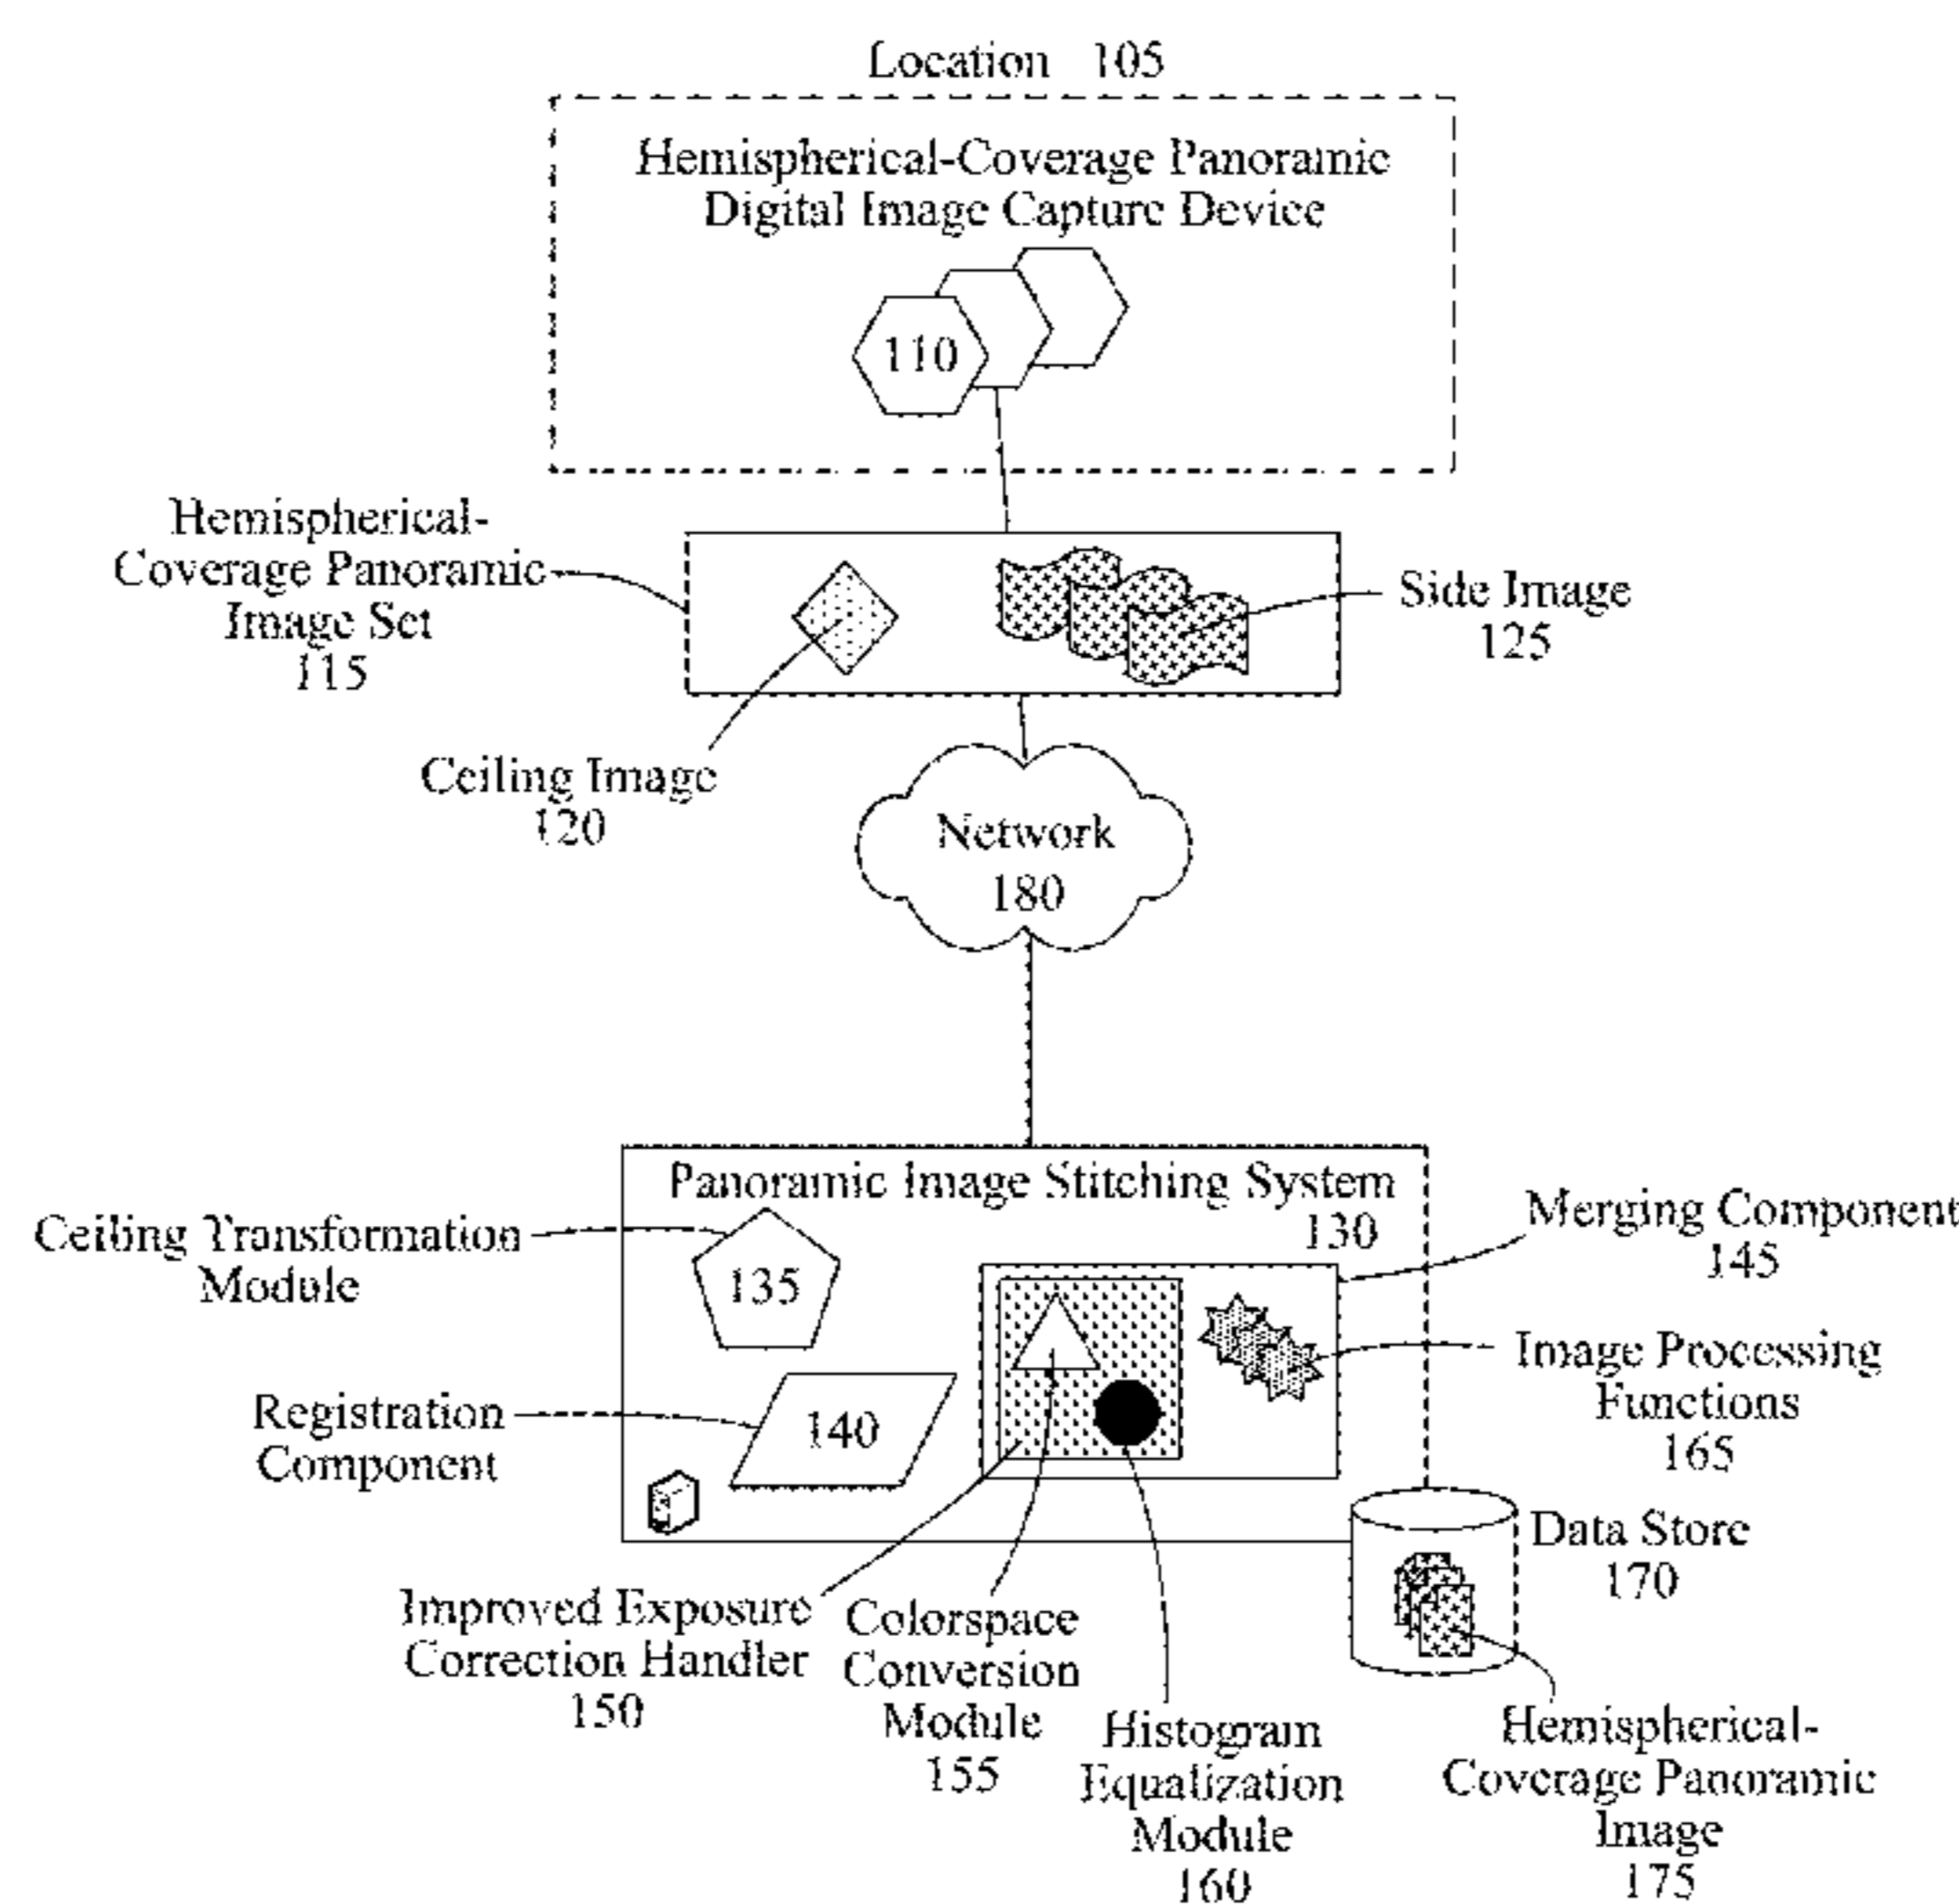 Location 105
Hemispherical-Coverage Panoramic
Digital Image Capture Device
110
Hemispherical-
Coverage Panoramic
Image Set
115
Side Image
125
Ceiling Image
120
Network
180
Panoramic Image Stitching System
130
Ceiling Transformation
Module
135
Merging Component
145
Image Processing
Functions
165
Registration
Component
140
Data Store
170
Improved Exposure
Correction Handler
150
Colorspace
Conversion
Module
155
Histogram
Equalization
Module
160
Hemispherical-
Coverage Panoramic
Image
175